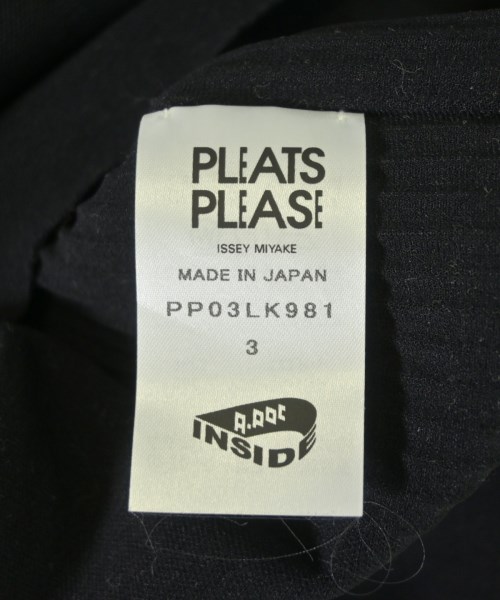 PLEATS
PLEASE
ISSEY MIYAKE
MADE IN JAPAN
PP03LK981
3
A.POC
INSIDE